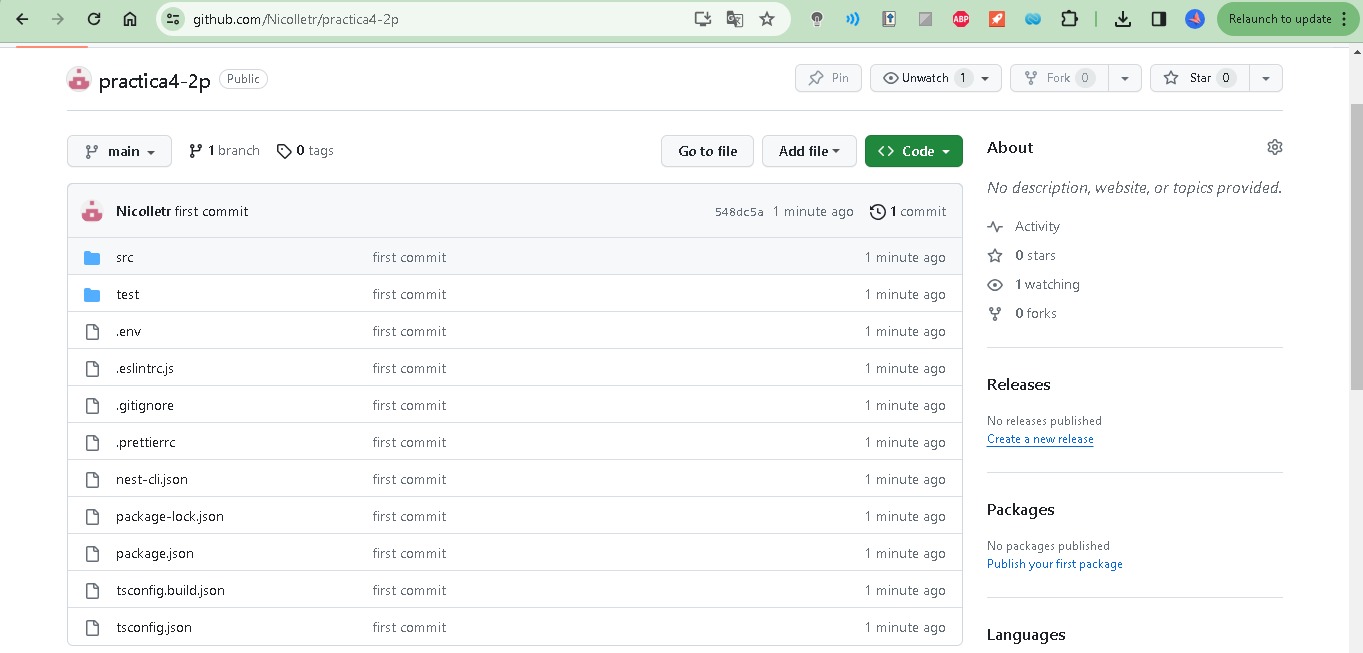 github.com/Nicolletr/practica4-2p
ABP
Relaunch to update
practica4-2p Public
Pin
Unwatch 1
Fork 0
Star 0
main
1 branch
0 tags
Go to file
Add file
<> Code
Nicolletr first commit 548dc5a 1 minute ago 1 commit
src first commit 1 minute ago
test first commit 1 minute ago
.env first commit 1 minute ago
.eslintrc.js first commit 1 minute ago
.gitignore first commit 1 minute ago
.prettierrc first commit 1 minute ago
nest-cli.json first commit 1 minute ago
package-lock.json first commit 1 minute ago
package.json first commit 1 minute ago
tsconfig.build.json first commit 1 minute ago
tsconfig.json first commit 1 minute ago
About
No description, website, or topics provided.
Activity
0 stars
1 watching
0 forks
Releases
No releases published
Create a new release
Packages
No packages published
Publish your first package
Languages